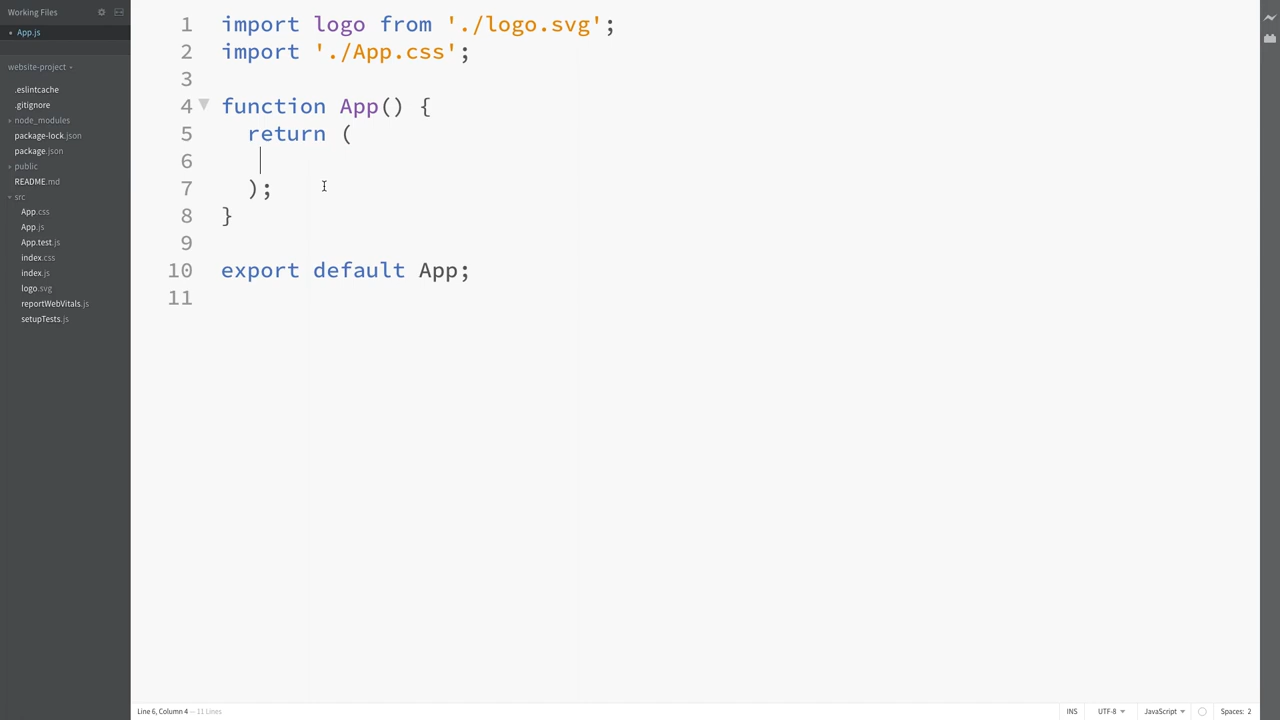 Working Files
App.js
website-project
.eslintcache
.gitignore
node_modules
package-lock.json
package.json
public
README.md
src
App.css
App.js
App.test.js
index.css
index.js
logo.svg
reportWebVitals.js
setupTests.js
1 import logo from './logo.svg';
2 import './App.css';
3
4 function App() {
5 return (
6
7 );
8 }
9
10 export default App;
11
Line 6, Column 4 — 11 Lines
INS UTF-8 JavaScript Spaces: 2